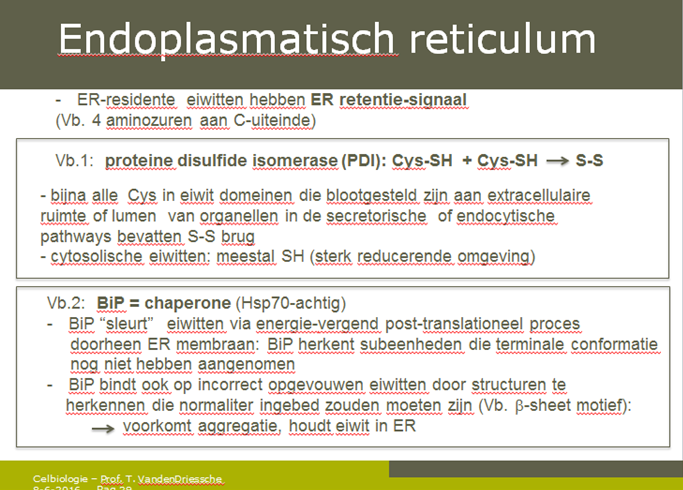 Endoplasmatisch reticulum
- ER-residente eiwitten hebben ER retentie-signaal
(Vb. 4 aminozuren aan C-uiteinde)
Vb.1: proteine disulfide isomerase (PDI): Cys-SH + Cys-SH → S-S
- bijna alle Cys in eiwit domeinen die blootgesteld zijn aan extracellulaire
ruimte of lumen van organellen in de secretorische of endocytische
pathways bevatten S-S brug
- cytosolische eiwitten: meestal SH (sterk reducerende omgeving)
Vb.2: BiP = chaperone (Hsp70-achtig)
- BiP “sleurt” eiwitten via energie-vergend post-translationeel proces
doorheen ER membraan: BiP herkent subeenheden die terminale conformatie
nog niet hebben aangenomen
- BiP bindt ook op incorrect opgevouwen eiwitten door structuren te
herkennen die normaliter ingebed zouden moeten zijn (Vb. β-sheet motief):
→ voorkomt aggregatie, houdt eiwit in ER
Celbiologie – Prof. T. VandenDriessche
8-6-2016 Pag.29